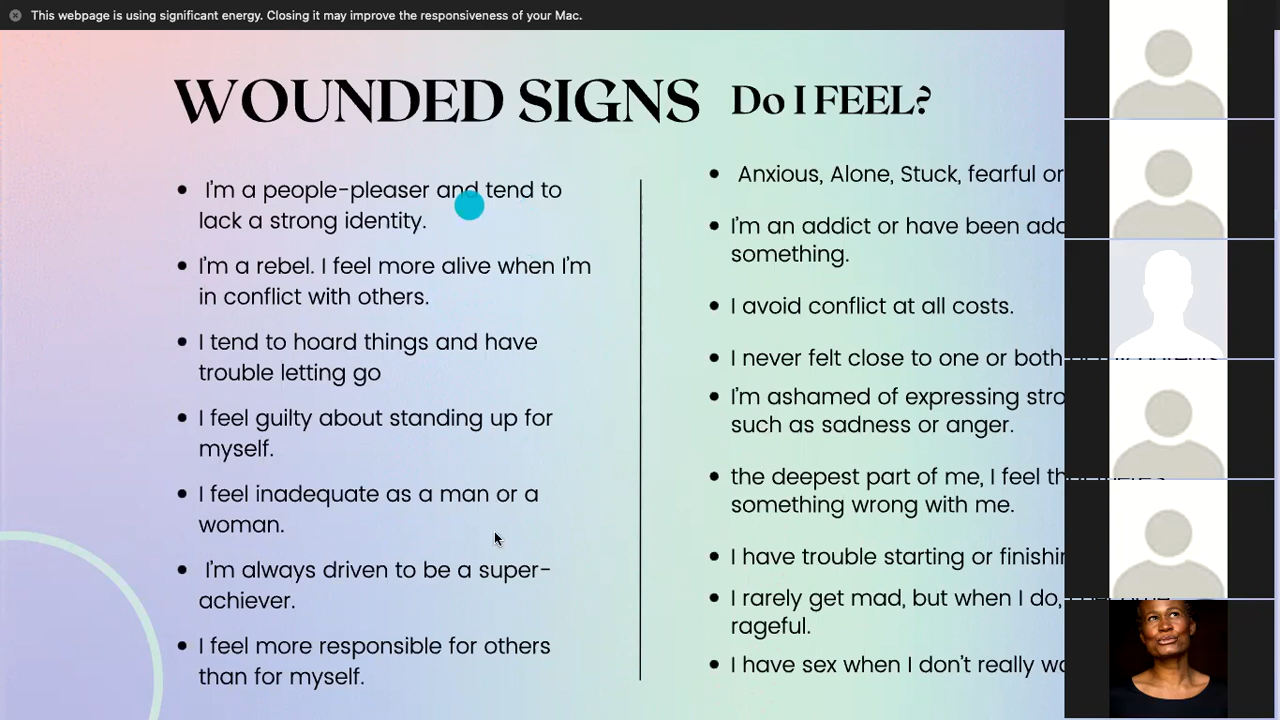 This webpage is using significant energy. Closing it may improve the responsiveness of your Mac.
WOUNDED SIGNS
I'm a people-pleaser and tend to
lack a strong identity.
I'm a rebel. I feel more alive when I'm
in conflict with others.
I tend to hoard things and have
trouble letting go
I feel guilty about standing up for
myself.
I feel inadequate as a man or a
woman.
I'm always driven to be a super-
achiever.
I feel more responsible for others
than for myself.
Do I FEEL?
Anxious, Alone, Stuck, fearful or
I'm an addict or have been
something.
I avoid conflict at all costs.
I never felt close to one or both
I'm ashamed of expressing
such as sadness or anger.
the deepest part of me, I feel
something wrong with me.
I have trouble starting or
I rarely get mad, but when I do,
rageful.
I have sex when I don't really